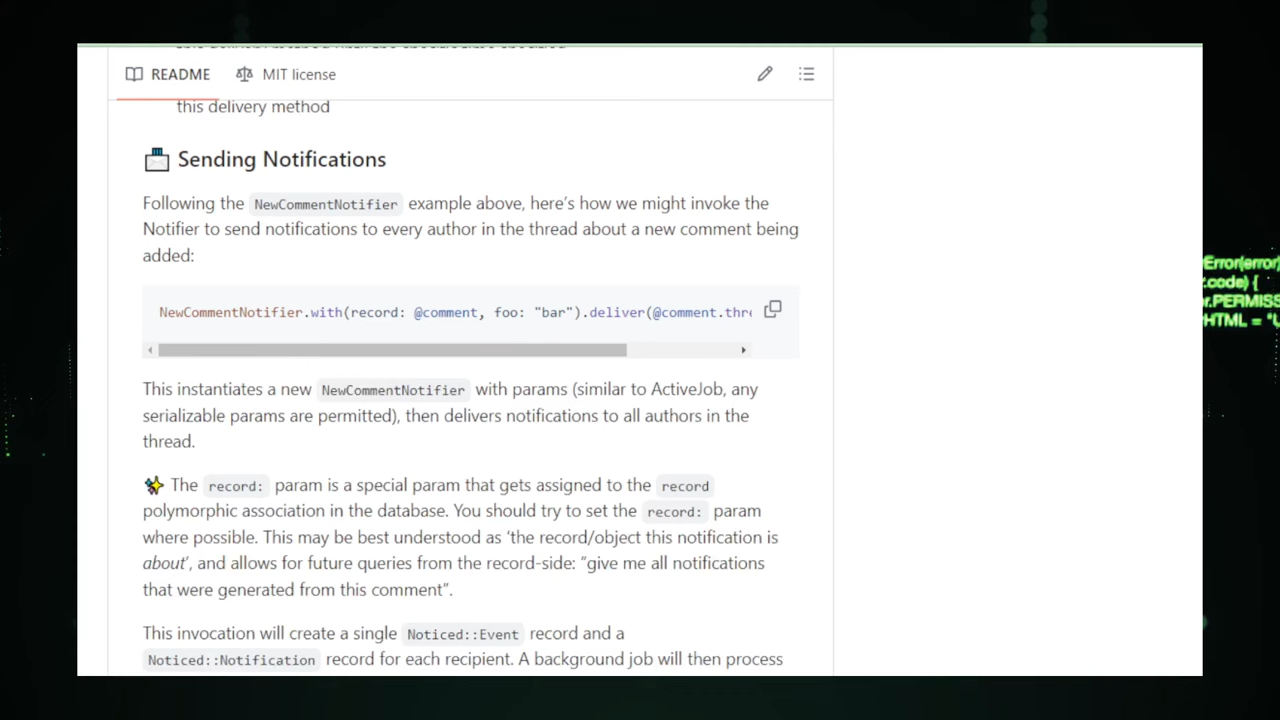 README MIT license
this delivery method
Sending Notifications
Following the NewCommentNotifier example above, here's how we might invoke the
Notifier to send notifications to every author in the thread about a new comment being
added:
NewCommentNotifier.with(record: @comment, foo: "bar").deliver(@comment.thre
This instantiates a new NewCommentNotifier with params (similar to ActiveJob, any
serializable params are permitted), then delivers notifications to all authors in the
thread.
✨ The record: param is a special param that gets assigned to the record
polymorphic association in the database. You should try to set the record: param
where possible. This may be best understood as ‘the record/object this notification is
about’, and allows for future queries from the record-side: “give me all notifications
that were generated from this comment”.
This invocation will create a single Noticed::Event record and a
Noticed::Notification record for each recipient. A background job will then process
Error(error)
.code) {
r.PERMISS
HTML = "